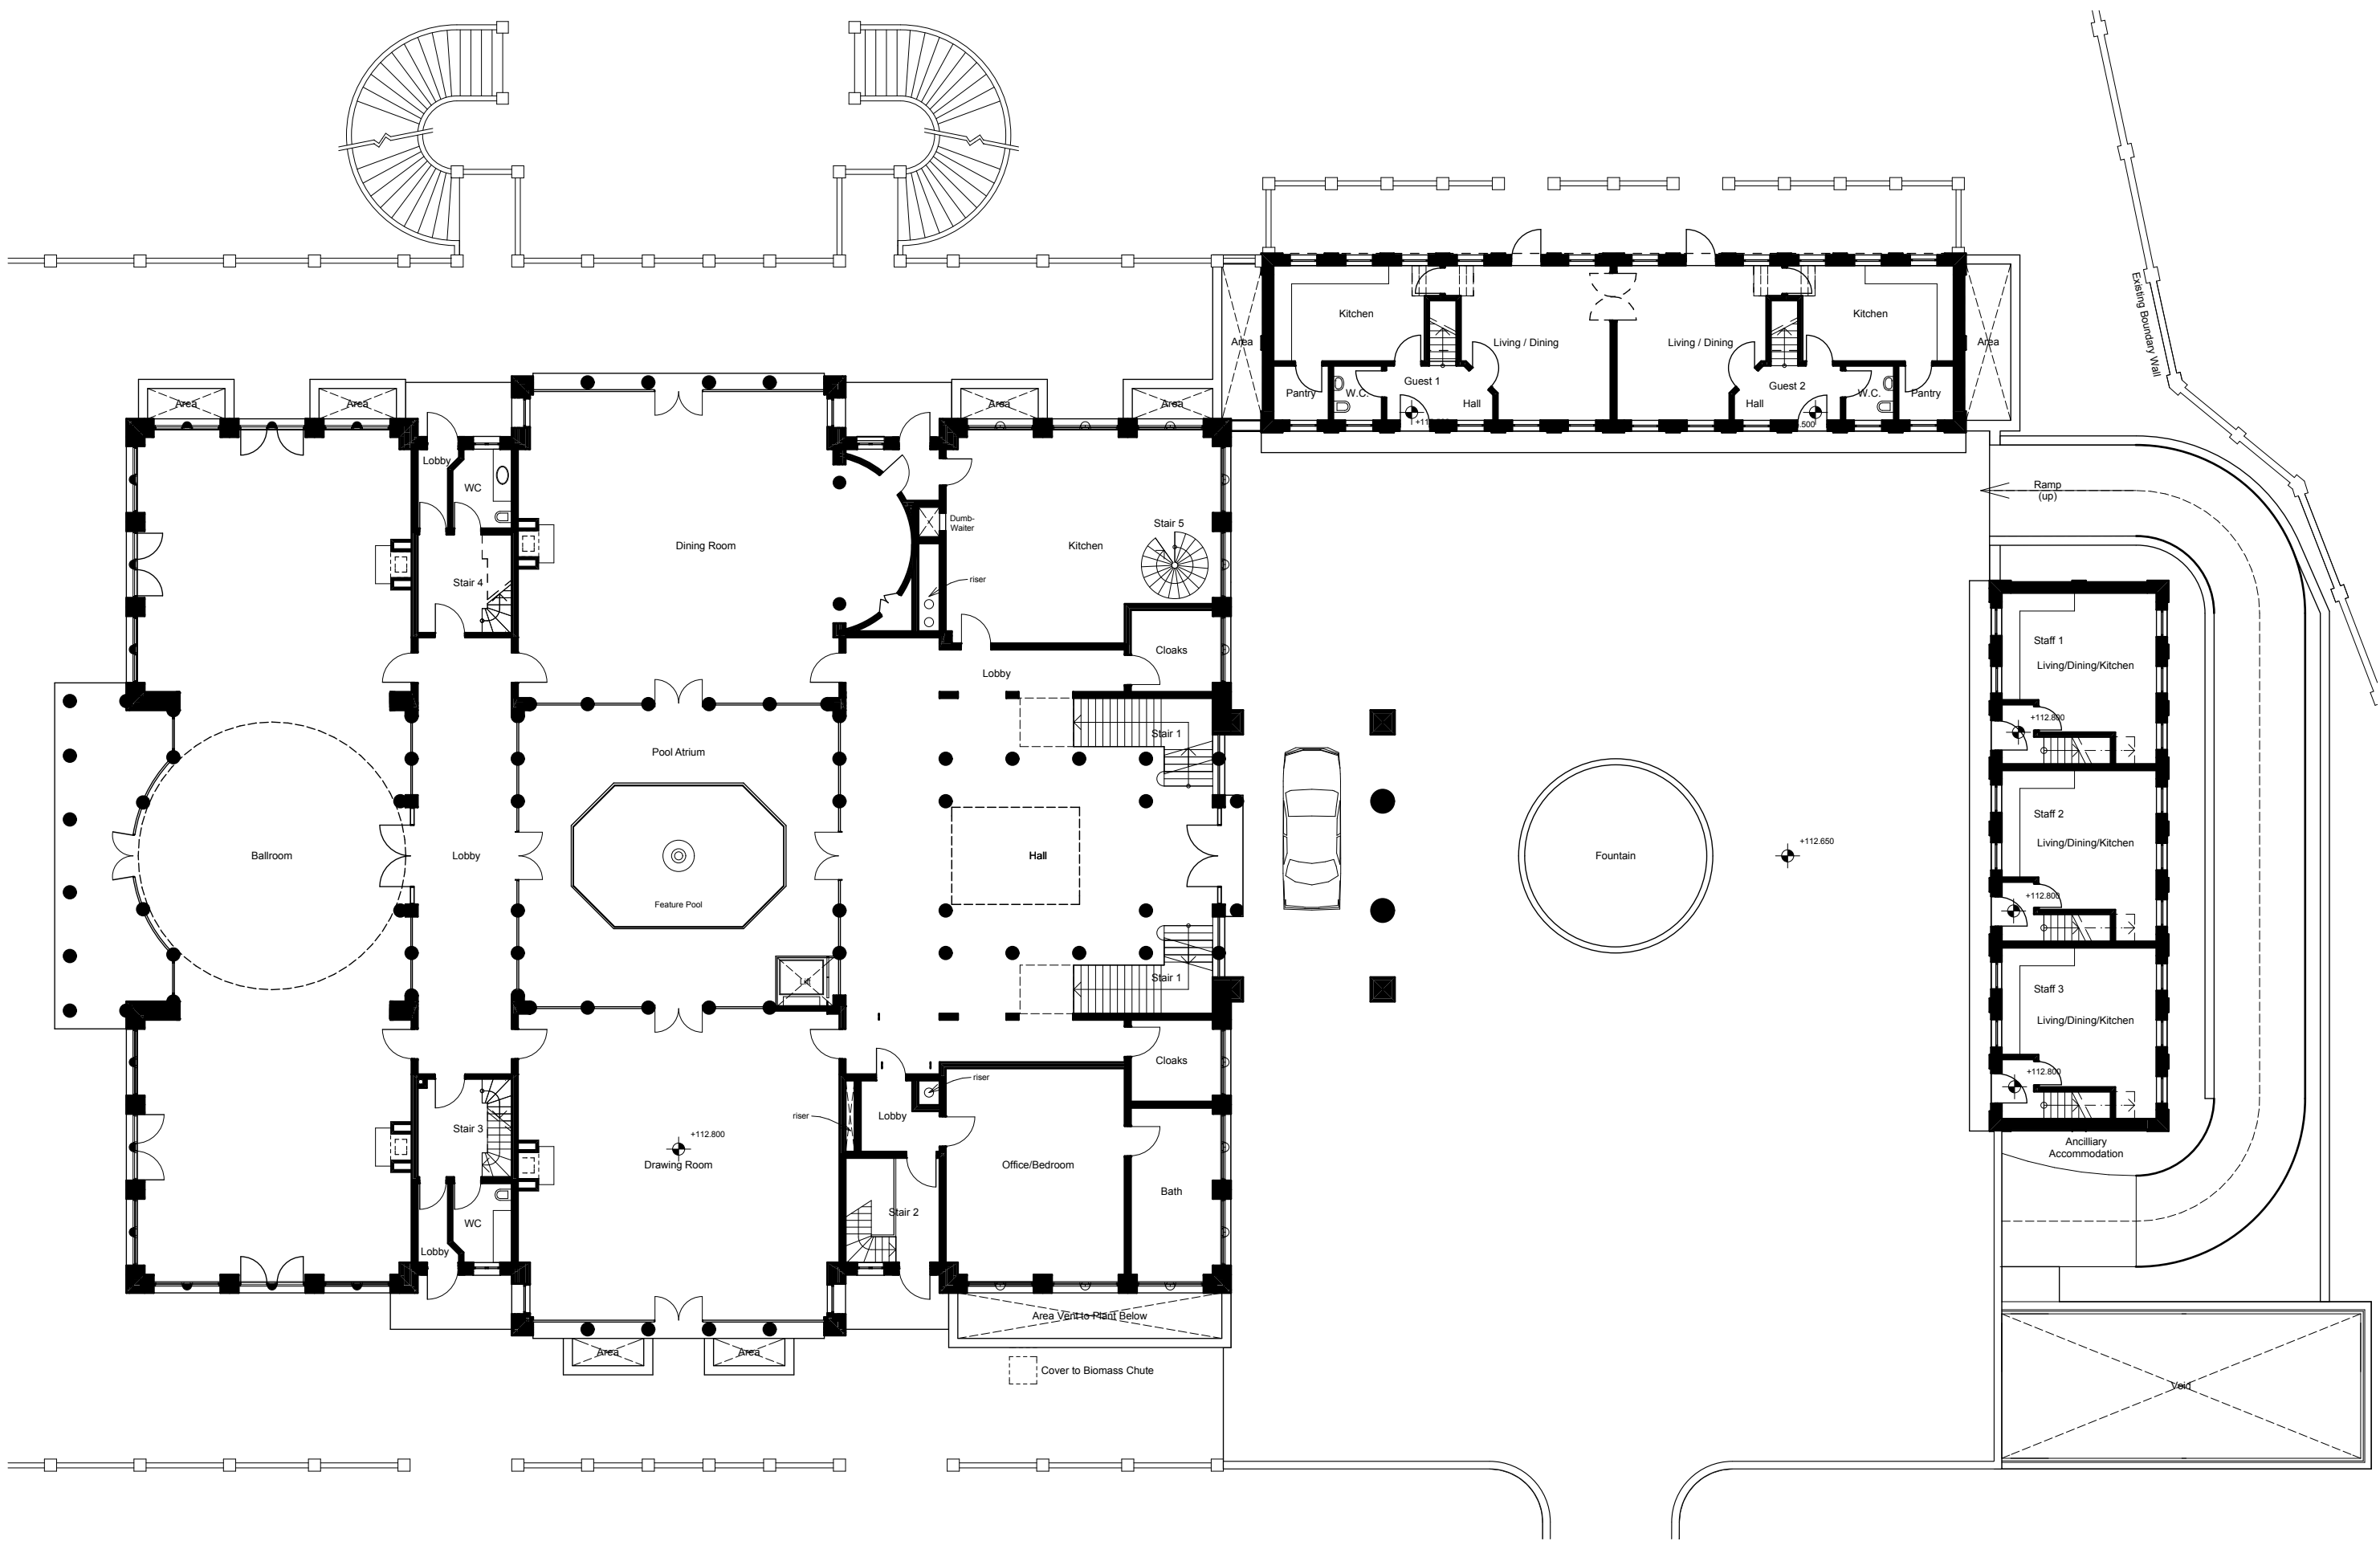 Existing Boundary Wall
Kitchen
Living / Dining
Living / Dining
Kitchen
Area
Area
Pantry
W.C.
Guest 1
Hall
Guest 2
Hall
W.C.
Pantry
Area
Area
Area
Area
Lobby
WC
Ramp
(up)
Dining Room
Dumb-
Waiter
Kitchen
Stair 5
Stair 4
riser
Staff 1
Living/Dining/Kitchen
Cloaks
Lobby
+112.800
Stair 1
Pool Atrium
Staff 2
Living/Dining/Kitchen
+112.650
Ballroom
Lobby
Hall
Fountain
Feature Pool
+112.800
Lift
Stair 1
Staff 3
Living/Dining/Kitchen
Cloaks
+112.800
riser
riser
Lobby
Stair 3
+112.800
Drawing Room
Office/Bedroom
Bath
Ancilliary
Accommodation
Stair 2
WC
Lobby
Area Vent to Plant Below
Area
Area
Cover to Biomass Chute
Void